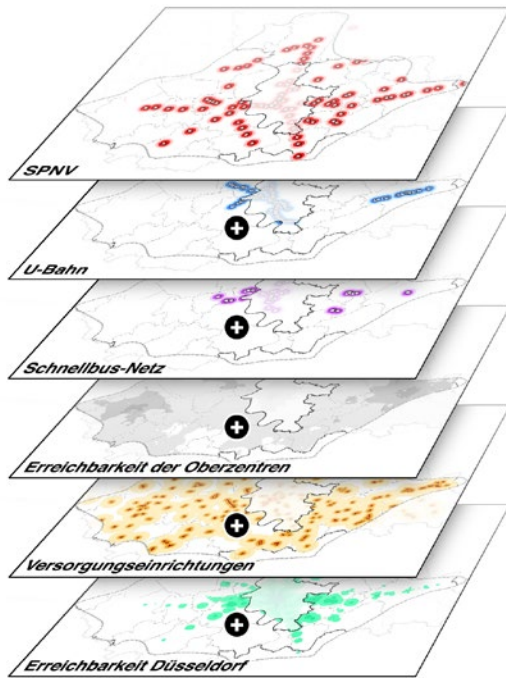 SPNV
U-Bahn
Schnellbus-Netz
Erreichbarkeit der Oberzentren
Versorgungseinrichtungen
Erreichbarkeit Düsseldorf